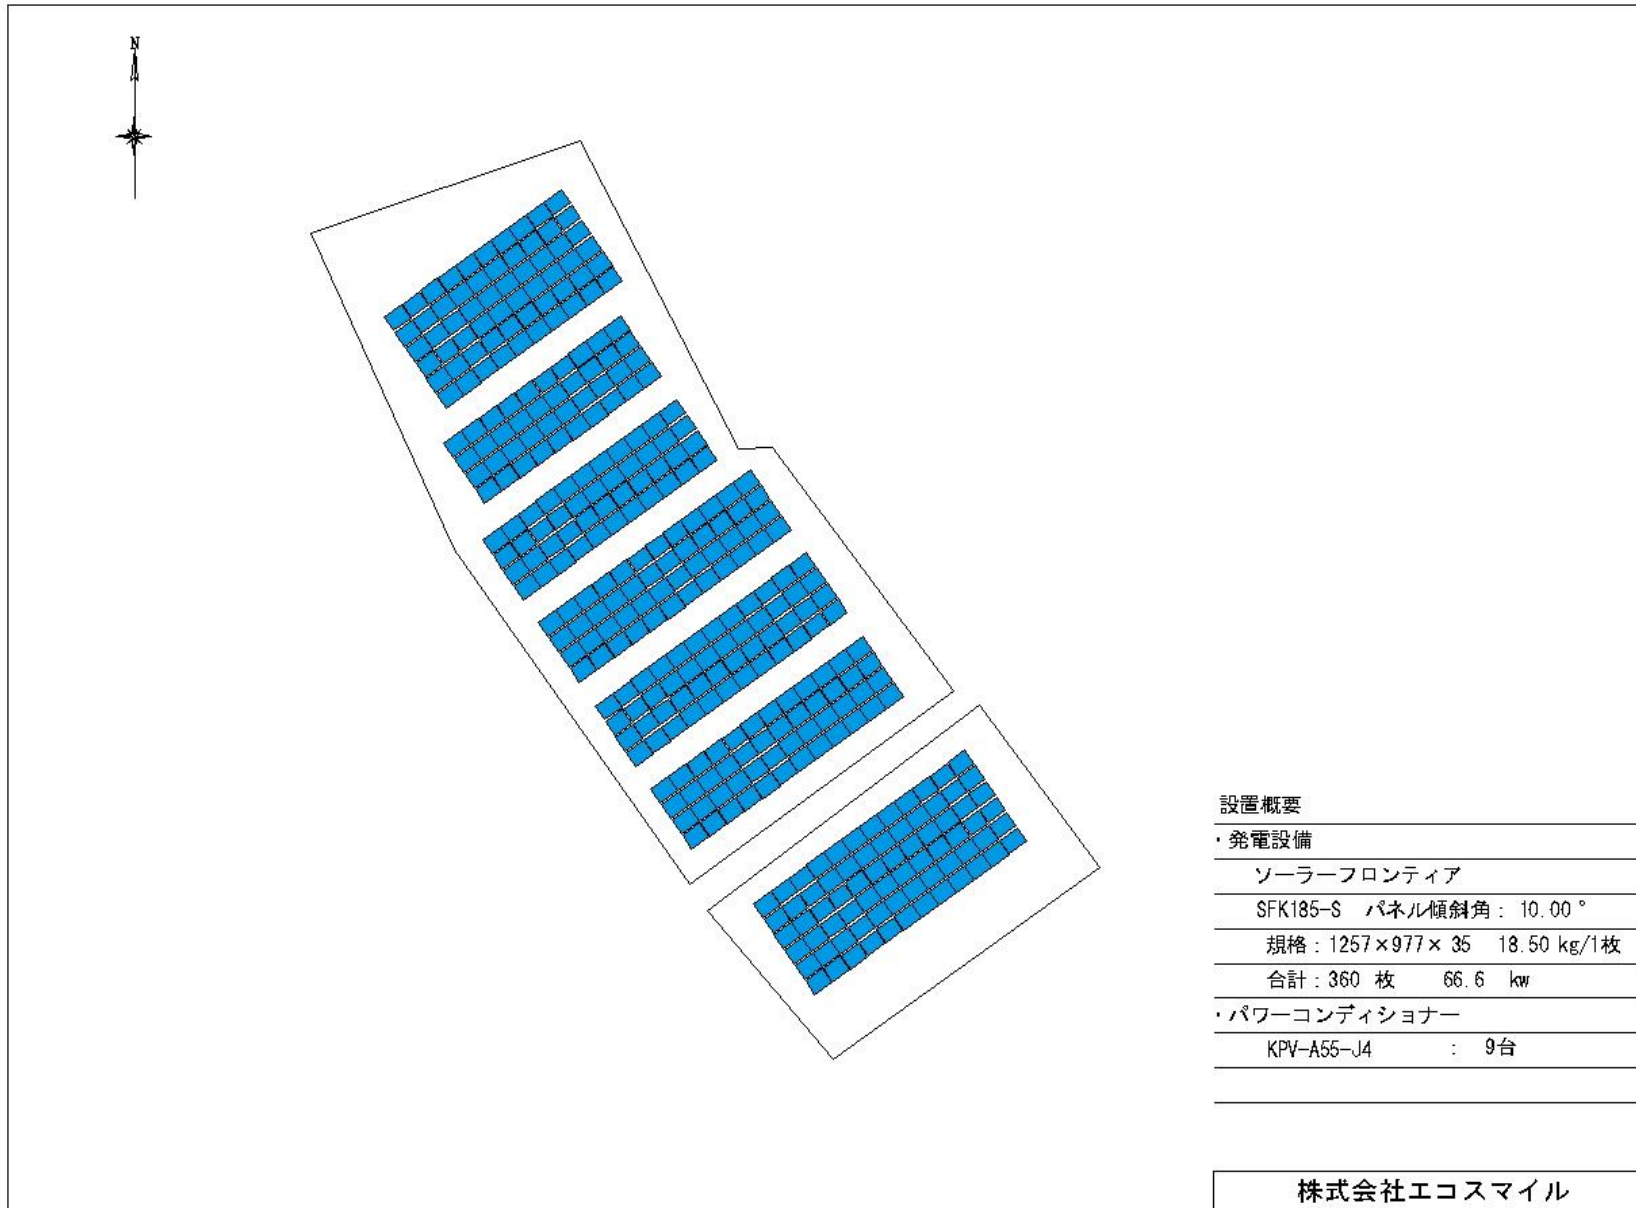 N
設置概要
・発電設備
ソーラーフロンティア
SFK185-S パネル傾斜角: 10.00°
規格:1257×977× 35 18.50 kg/1枚
合計:360 枚 66.6 kw
・パワーコンディショナー
KPV-A55-J4 : 9台
株式会社エコスマイル